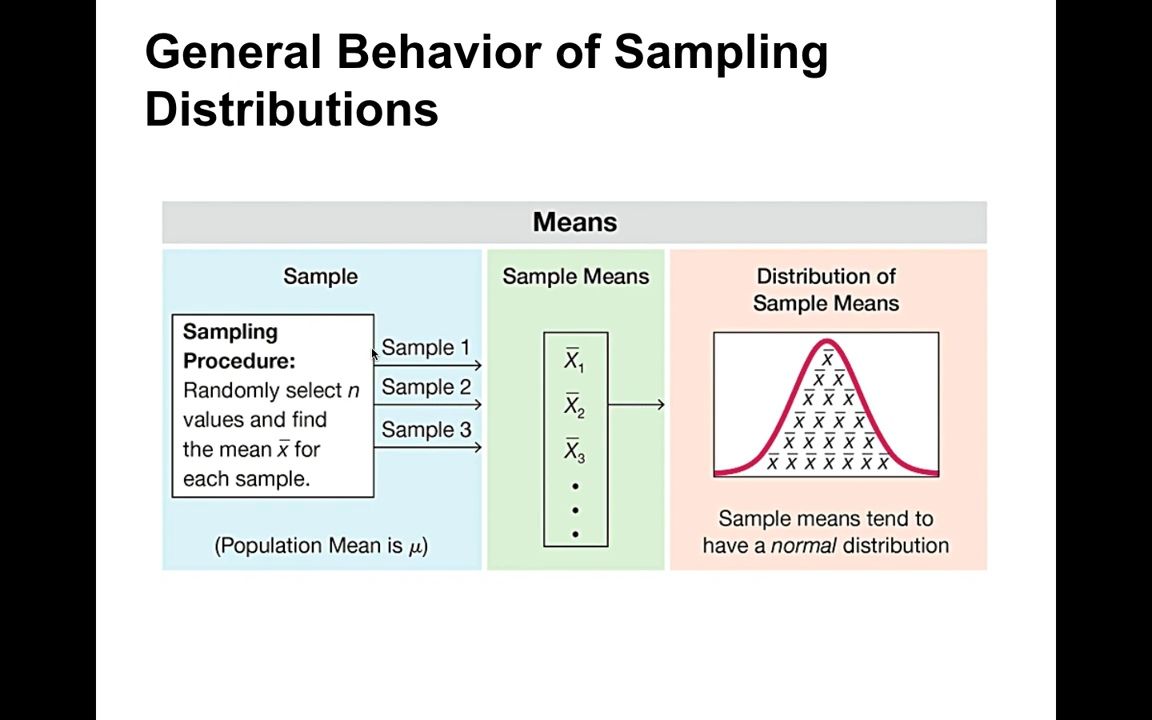 General Behavior of Sampling
Distributions
Means
Sample
Sampling
Procedure:
Randomly select n
values and find
the mean x̄ for
each sample.
Sample 1
Sample 2
Sample 3
(Population Mean is μ)
Sample Means
X̄₁
X̄₂
X̄₃
Distribution of
Sample Means
x̄
x̄ x̄
x̄ x̄ x̄
x̄ x̄ x̄ x̄
x̄ x̄ x̄ x̄ x̄
x̄ x̄ x̄ x̄ x̄ x̄ x̄
Sample means tend to
have a normal distribution